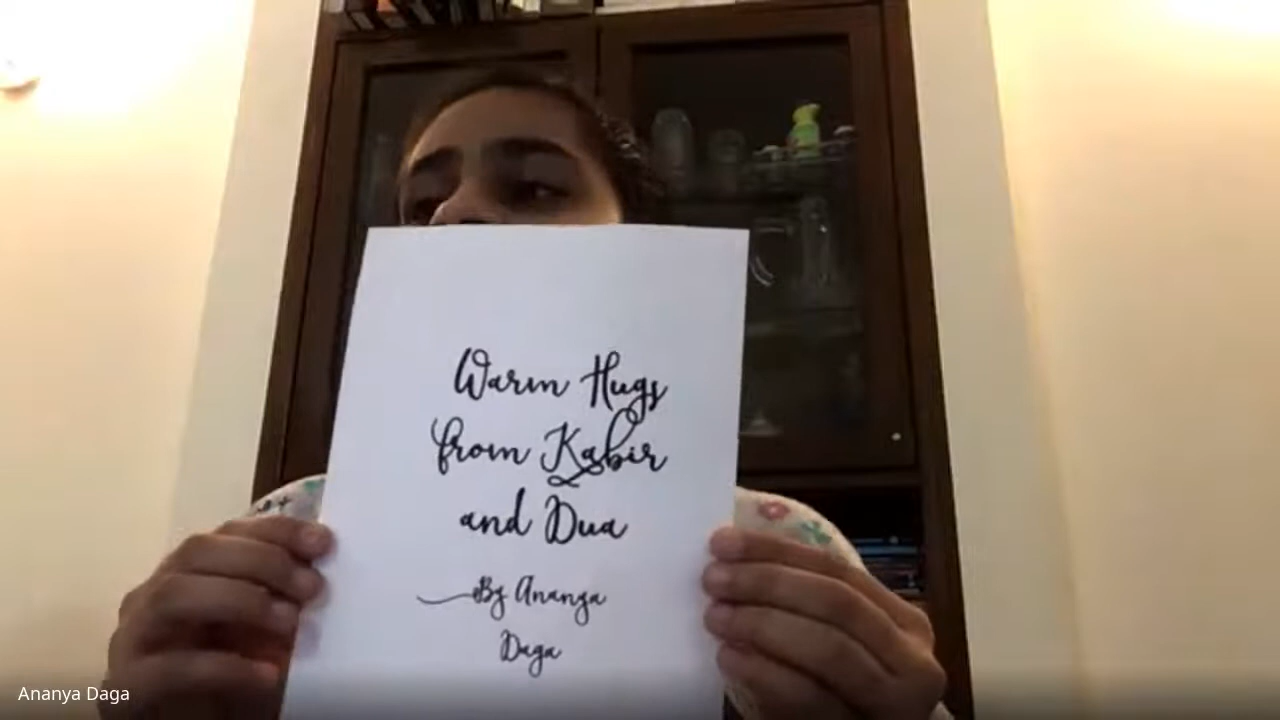 Warm Hugs
from Kabir
and Dua
By Ananya
Daga
Ananya Daga